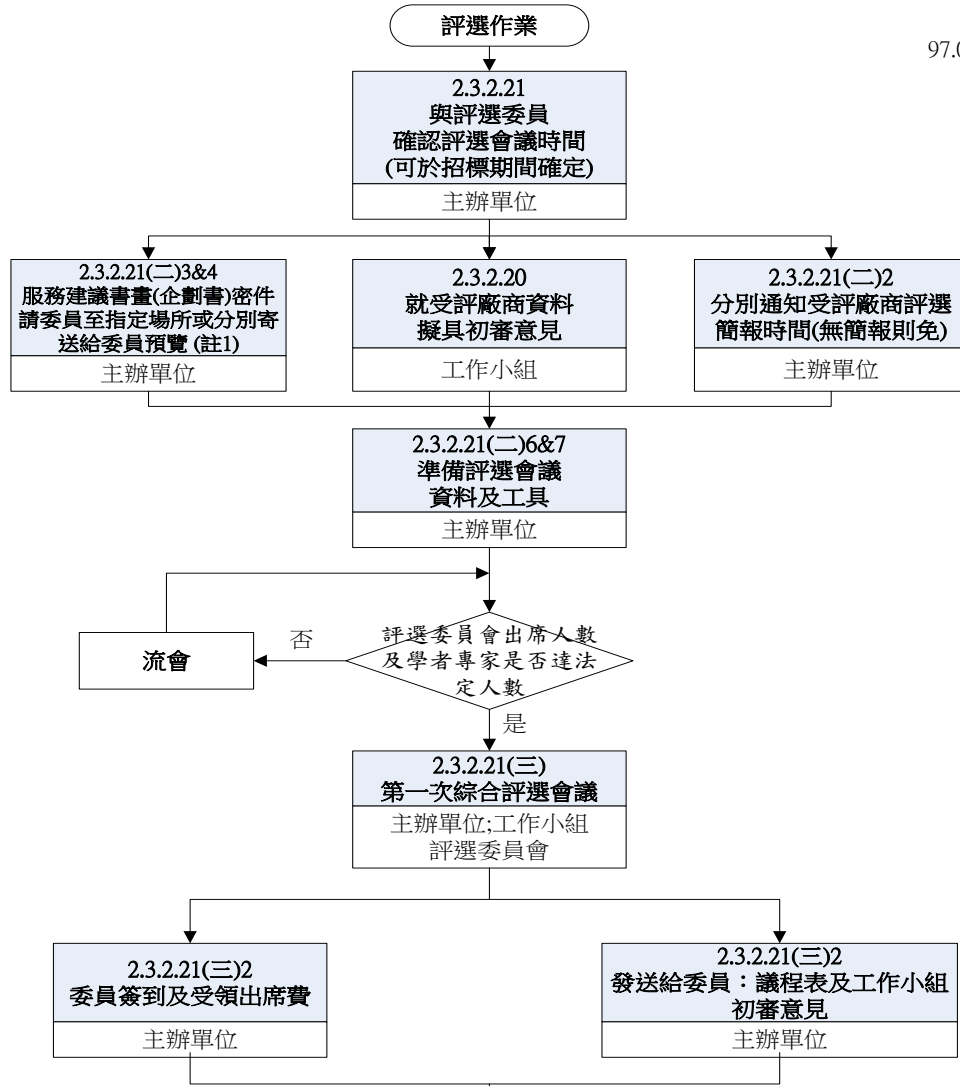 評選作業
97.0
2.3.2.21
與評選委員
確認評選會議時間
(可於招標期間確定)
主辦單位
2.3.2.21(二)3&4
服務建議書畫(企劃書)密件
請委員至指定場所或分別寄
送給委員預覽 (註1)
主辦單位
2.3.2.20
就受評廠商資料
擬具初審意見
工作小組
2.3.2.21(二)2
分別通知受評廠商評選
簡報時間(無簡報則免)
主辦單位
2.3.2.21(二)6&7
準備評選會議
資料及工具
主辦單位
評選委員會出席人數
及學者專家是否達法
定人數
否
流會
是
2.3.2.21(三)
第一次綜合評選會議
主辦單位;工作小組
評選委員會
2.3.2.21(三)2
委員簽到及受領出席費
主辦單位
2.3.2.21(三)2
發送給委員：議程表及工作小組
初審意見
主辦單位